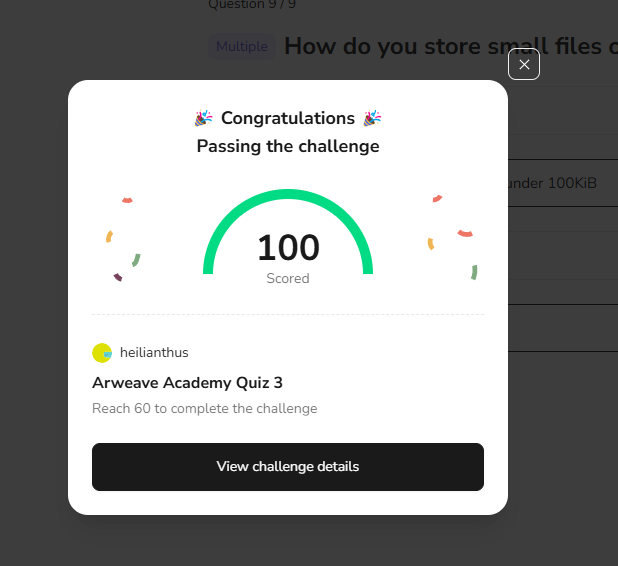 Question 9 / 9
Multiple How do you store small files
Congratulations
Passing the challenge
under 100KiB
100
Scored
heilianthus
Arweave Academy Quiz 3
Reach 60 to complete the challenge
View challenge details